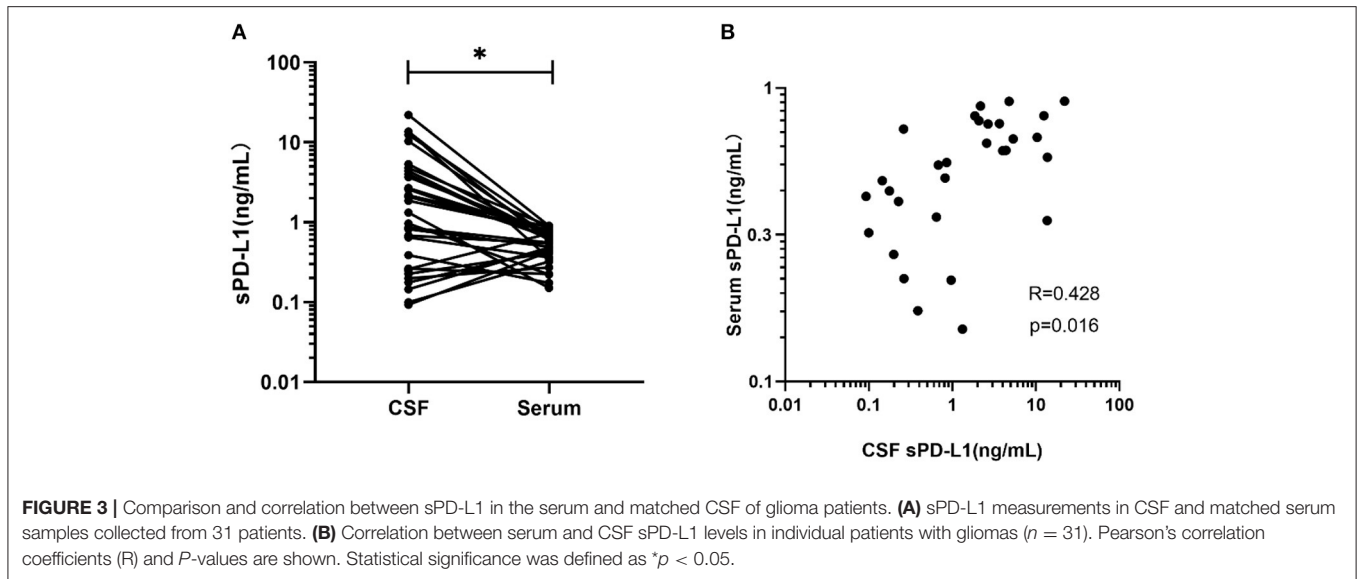 A
*
100
10
1
0.1
0.01
sPD-L1(ng/mL)
CSF
Serum
B
1
0.3
0.1
Serum sPD-L1(ng/mL)
R=0.428
p=0.016
0.01
0.1
1
10
100
CSF sPD-L1(ng/mL)
FIGURE 3 | Comparison and correlation between sPD-L1 in the serum and matched CSF of glioma patients. (A) sPD-L1 measurements in CSF and matched serum
samples collected from 31 patients. (B) Correlation between serum and CSF sPD-L1 levels in individual patients with gliomas (n = 31). Pearson's correlation
coefficients (R) and P-values are shown. Statistical significance was defined as *p < 0.05.